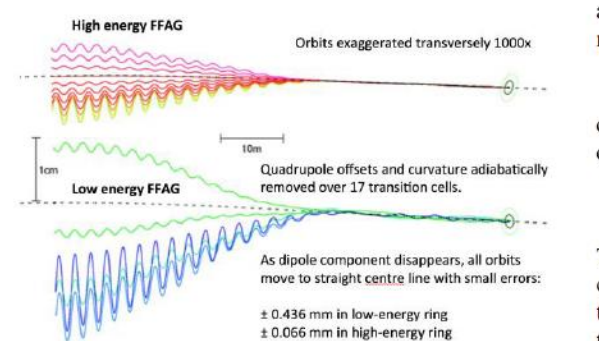 High energy FFAG
Orbits exaggerated transversely 1000x
10m
1cm
Quadrupole offsets and curvature adiabatically
removed over 17 transition cells.
Low energy FFAG
As dipole component disappears, all orbits
move to straight centre line with small errors:
± 0.436 mm in low-energy ring
± 0.066 mm in high-energy ring